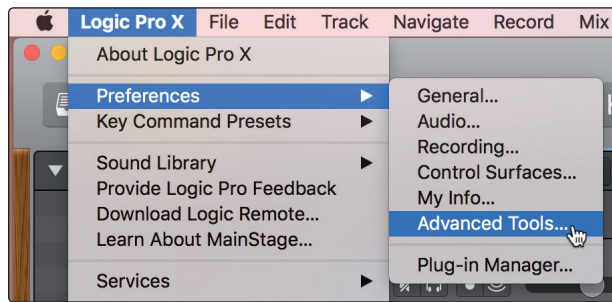 Logic Pro X File Edit Track Navigate Record Mix
About Logic Pro X
Preferences
Key Command Presets
Sound Library
Provide Logic Pro Feedback
Download Logic Remote...
Learn About MainStage...
Services
General...
Audio...
Recording...
Control Surfaces...
My Info...
Advanced Tools...
Plug-in Manager...